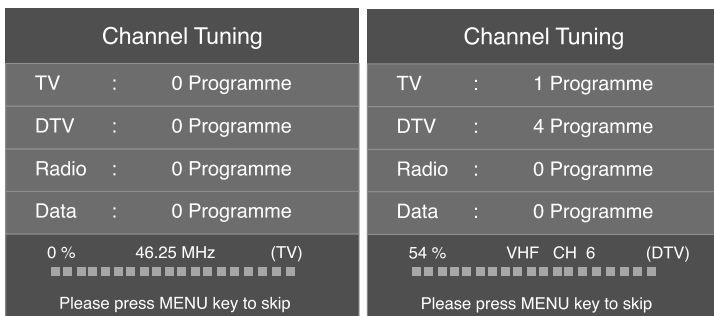 Channel Tuning
TV : 0 Programme
DTV : 0 Programme
Radio : 0 Programme
Data : 0 Programme
0 % 46.25 MHz (TV)
Please press MENU key to skip
Channel Tuning
TV : 1 Programme
DTV : 4 Programme
Radio : 0 Programme
Data : 0 Programme
54 % VHF CH 6 (DTV)
Please press MENU key to skip